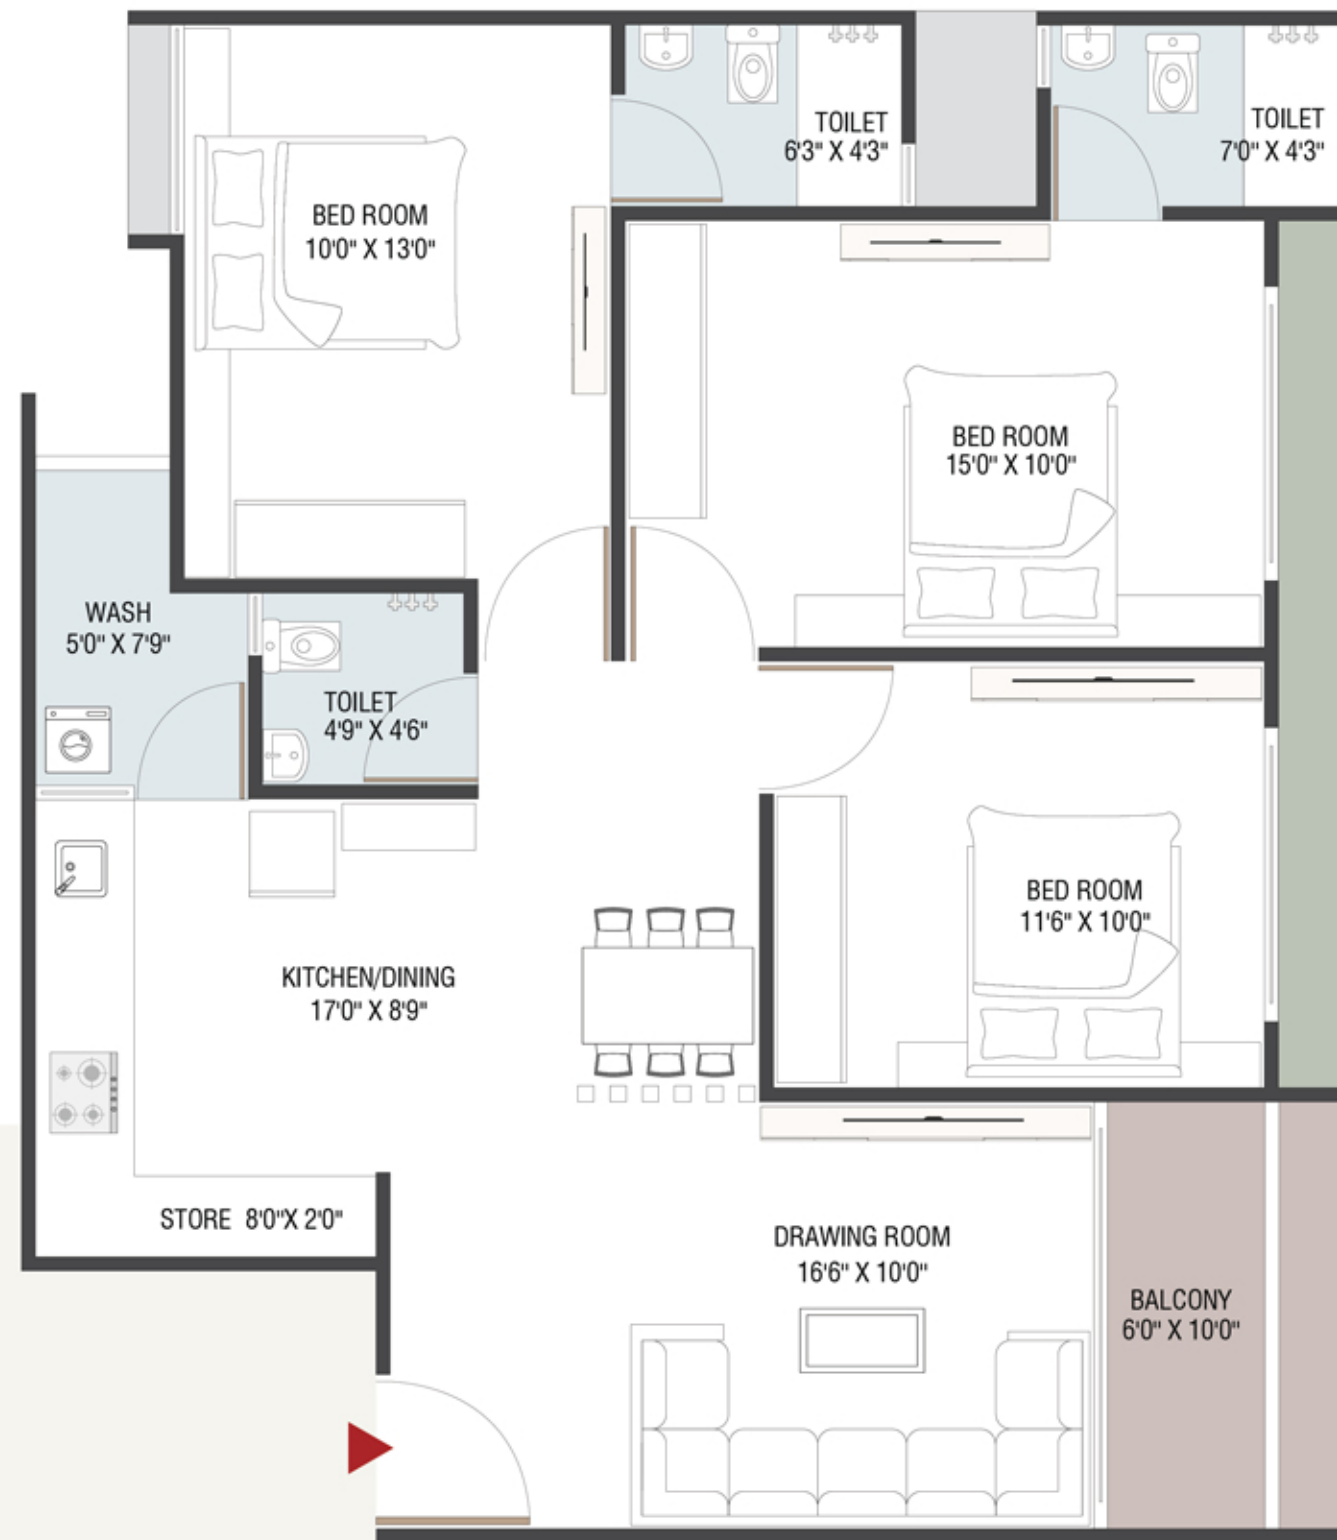 TOILET
6'3" X 4'3"
TOILET
7'0" X 4'3"
BED ROOM
10'0" X 13'0"
BED ROOM
15'0" X 10'0"
WASH
5'0" X 7'9"
TOILET
4'9" X 4'6"
BED ROOM
11'6" X 10'0"
KITCHEN/DINING
17'0" X 8'9"
STORE 8'0"X 2'0"
DRAWING ROOM
16'6" X 10'0"
BALCONY
6'0" X 10'0"